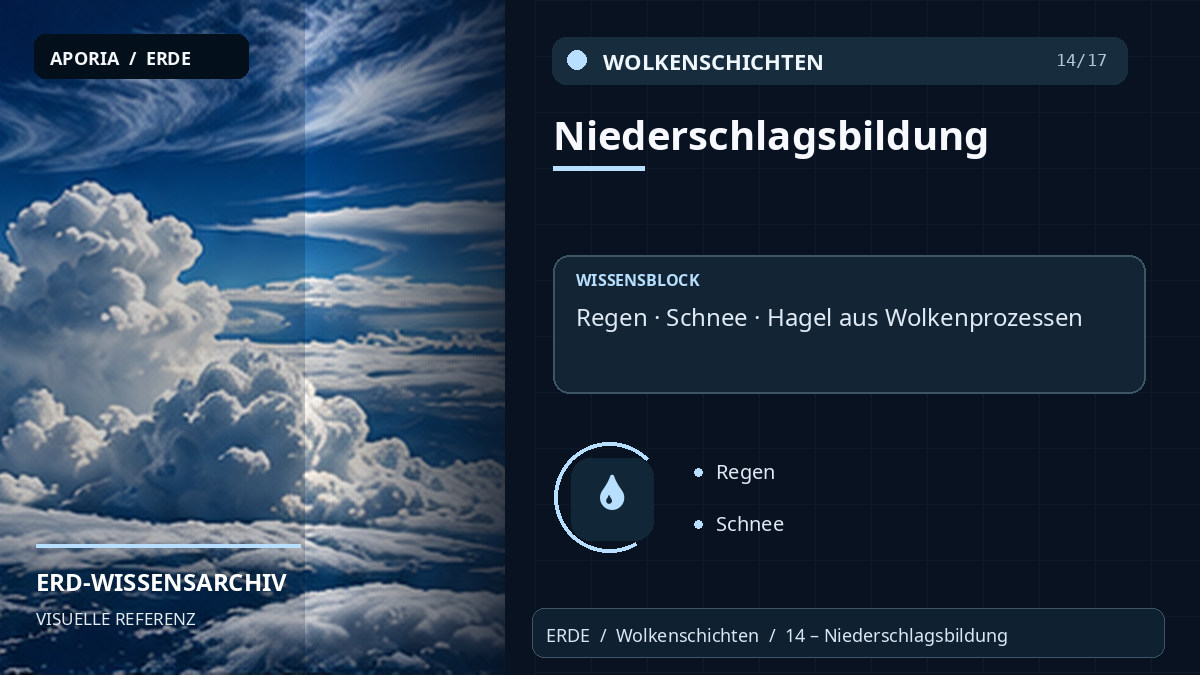 APORIA / ERDE
WOLKENSCHICHTEN
14/17
Niederschlagsbildung
WISSENSBLOCK
Regen · Schnee · Hagel aus Wolkenprozessen
Regen
Schnee
ERD-WISSENSARCHIV
VISUELLE REFERENZ
ERDE / Wolkenschichten / 14 – Niederschlagsbildung